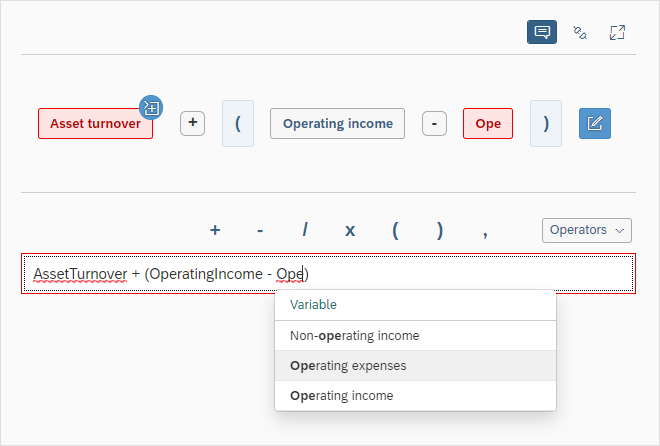 Asset turnover + ( Operating income - Ope )
+ - / x ( ) , Operators
AssetTurnover + (OperatingIncome - Ope)
Variable
Non-operating income
Operating expenses
Operating income